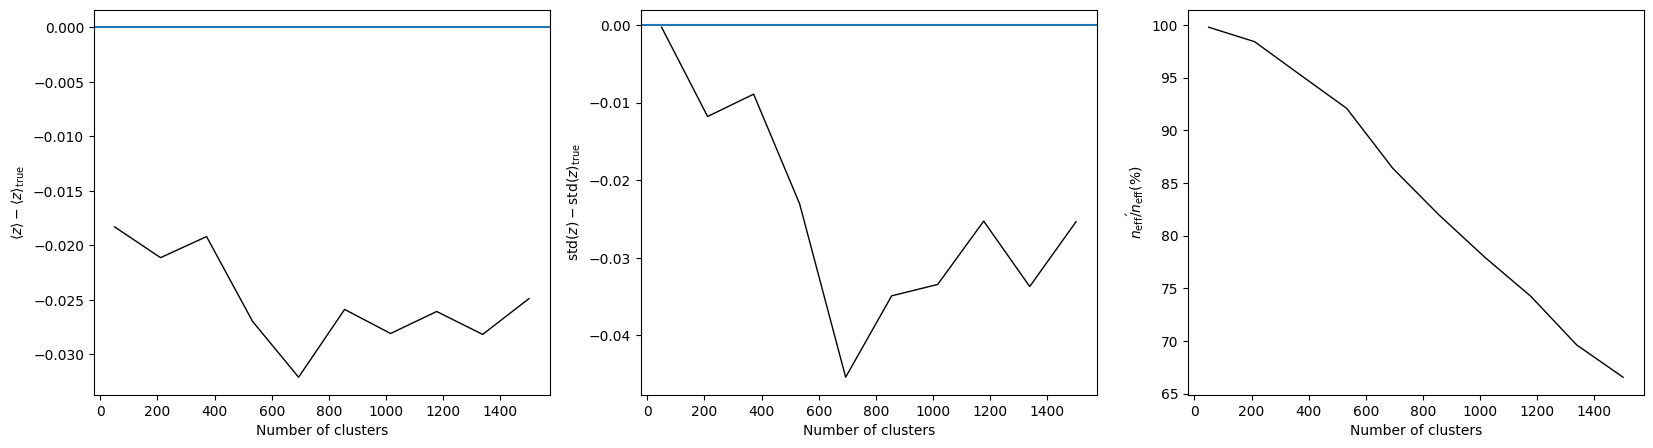 0.000
−0.005
−0.010
−0.015
−0.020
−0.025
−0.030
⟨z⟩ − ⟨z⟩true
0 200 400 600 800 1000 1200 1400
Number of clusters
0.00
−0.01
−0.02
−0.03
−0.04
std(z) − std(z)true
0 200 400 600 800 1000 1200 1400
Number of clusters
100
95
90
85
80
75
70
65
n′eff/neff(%)
0 200 400 600 800 1000 1200 1400
Number of clusters